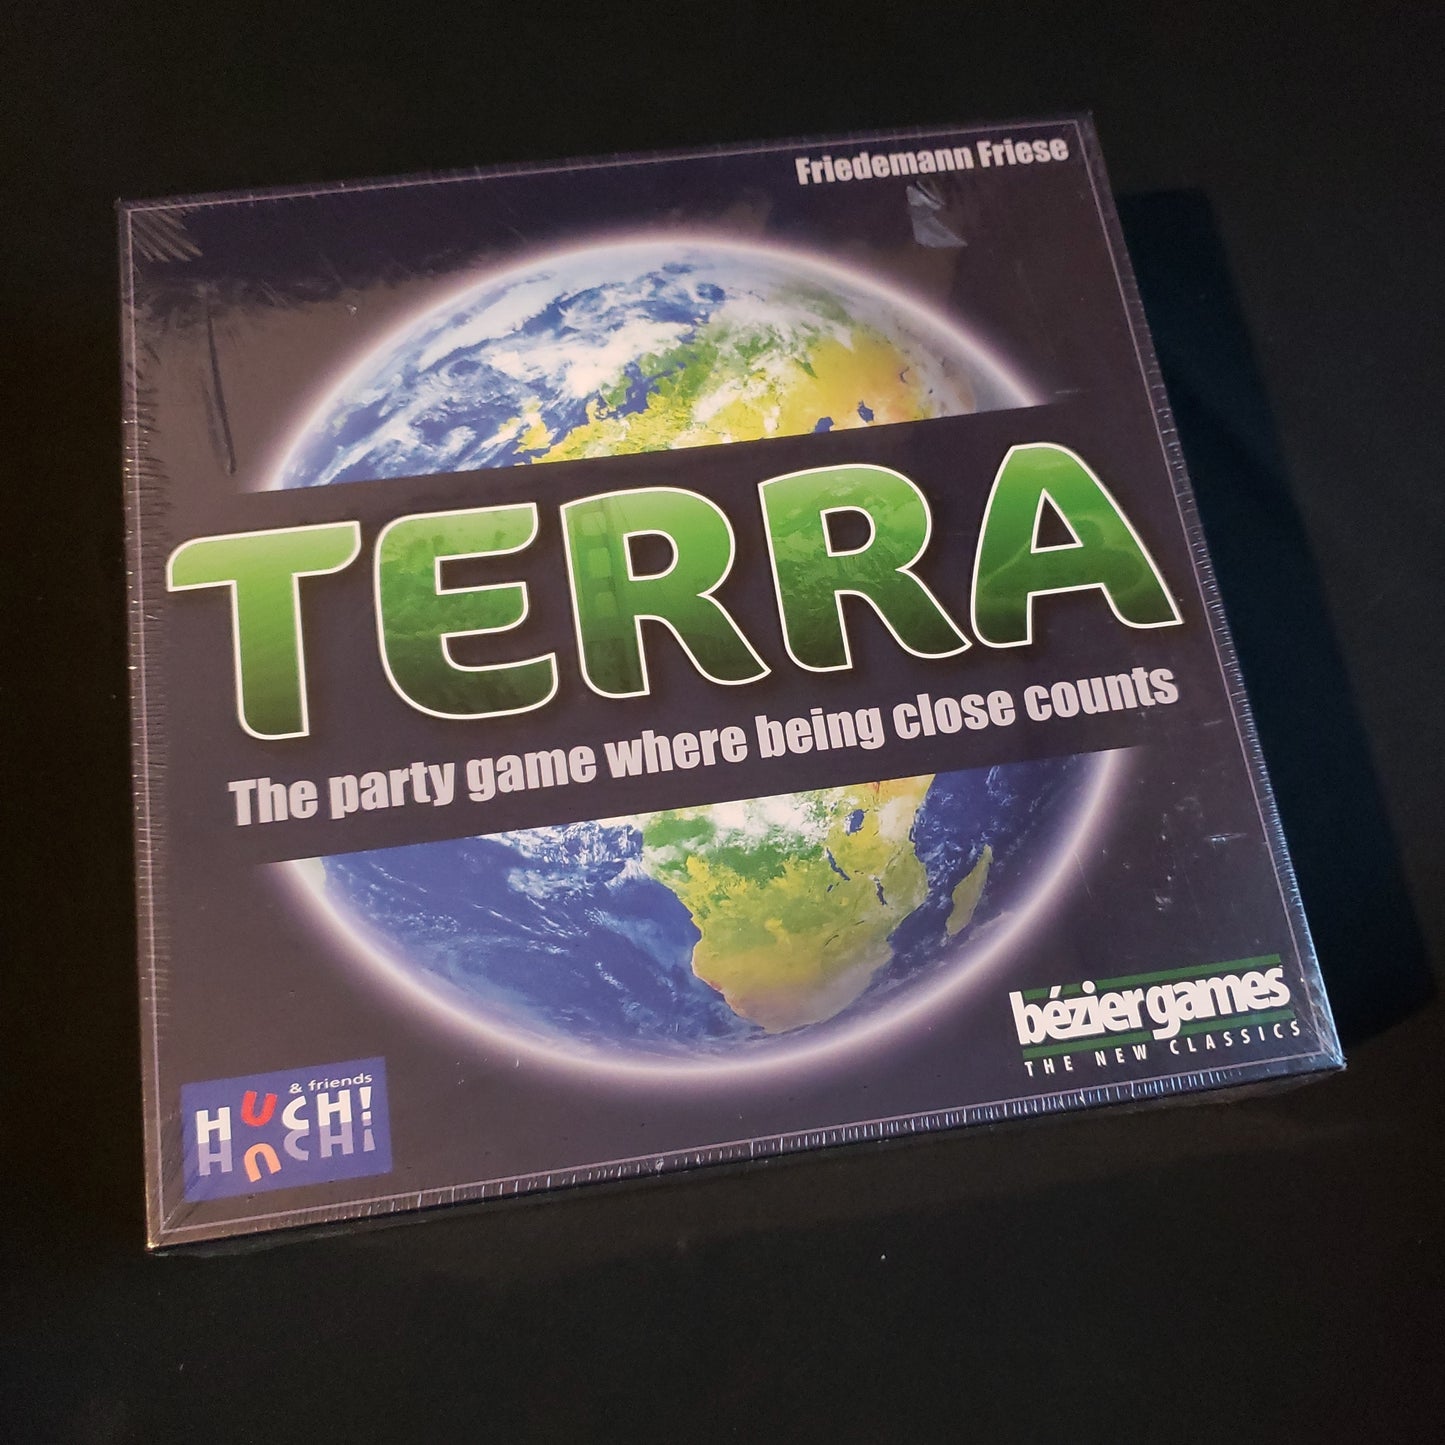 Friedemann Friese
TERRA
The party game where being close counts
& friends
HUCH!
béziergames
THE NEW CLASSICS